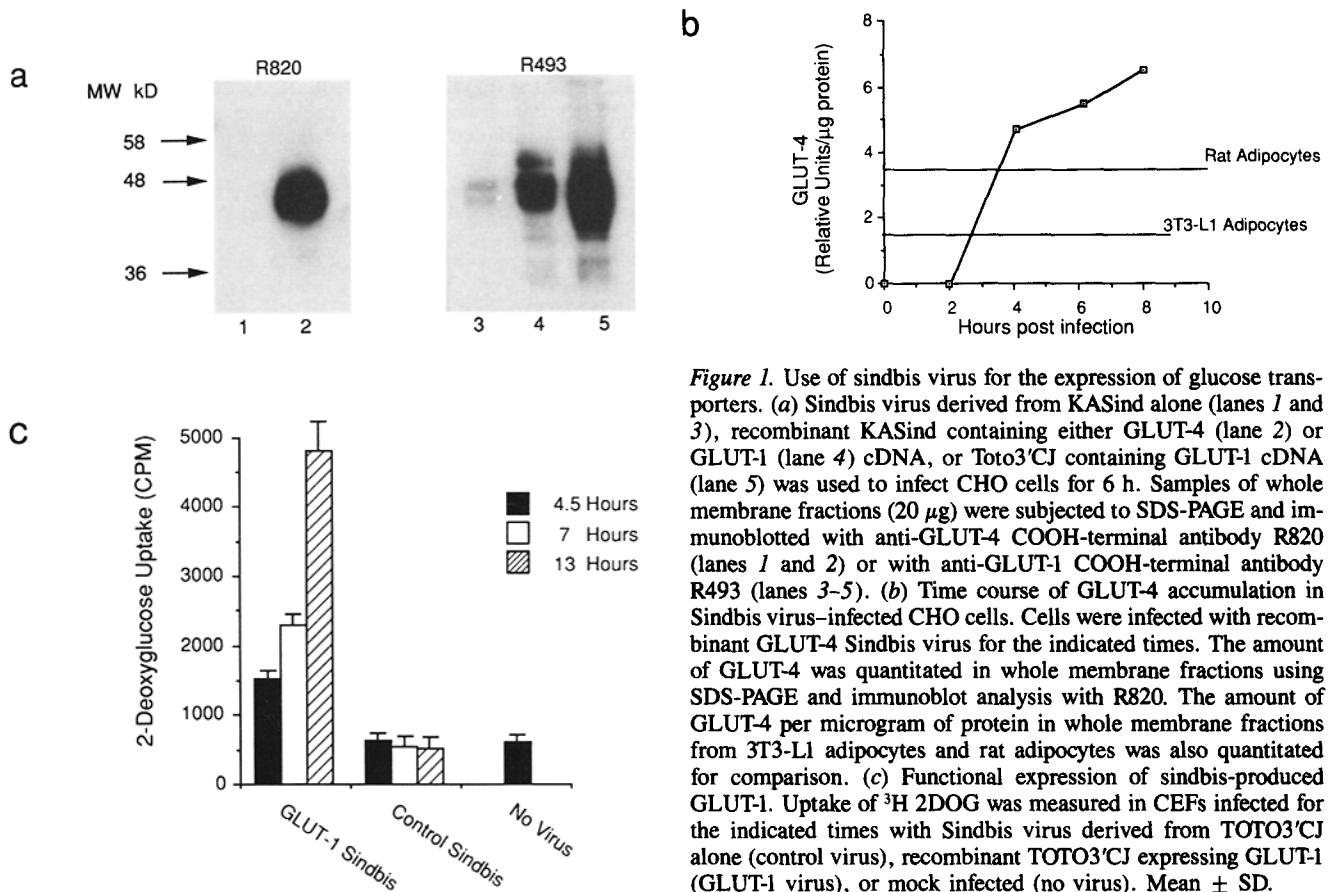 a
R820
R493
MW kD
58
48
36
1
2
3
4
5
b
GLUT-4
(Relative Units/µg protein)
8
6
4
2
0
Rat Adipocytes
3T3-L1 Adipocytes
0 2 4 6 8 10
Hours post infection
c
2-Deoxyglucose Uptake (CPM)
5000
4000
3000
2000
1000
0
4.5 Hours
7 Hours
13 Hours
GLUT-1 Sindbis
Control Sindbis
No Virus
Figure 1. Use of sindbis virus for the expression of glucose trans-
porters. (a) Sindbis virus derived from KASind alone (lanes 1 and
3), recombinant KASind containing either GLUT-4 (lane 2) or
GLUT-1 (lane 4) cDNA, or Toto3'CJ containing GLUT-1 cDNA
(lane 5) was used to infect CHO cells for 6 h. Samples of whole
membrane fractions (20 µg) were subjected to SDS-PAGE and im-
munoblotted with anti-GLUT-4 COOH-terminal antibody R820
(lanes 1 and 2) or with anti-GLUT-1 COOH-terminal antibody
R493 (lanes 3–5). (b) Time course of GLUT-4 accumulation in
Sindbis virus–infected CHO cells. Cells were infected with recom-
binant GLUT-4 Sindbis virus for the indicated times. The amount
of GLUT-4 was quantitated in whole membrane fractions using
SDS-PAGE and immunoblot analysis with R820. The amount of
GLUT-4 per microgram of protein in whole membrane fractions
from 3T3-L1 adipocytes and rat adipocytes was also quantitated
for comparison. (c) Functional expression of sindbis-produced
GLUT-1. Uptake of ³H 2DOG was measured in CEFs infected for
the indicated times with Sindbis virus derived from TOTO3'CJ
alone (control virus), recombinant TOTO3'CJ expressing GLUT-1
(GLUT-1 virus), or mock infected (no virus). Mean ± SD.